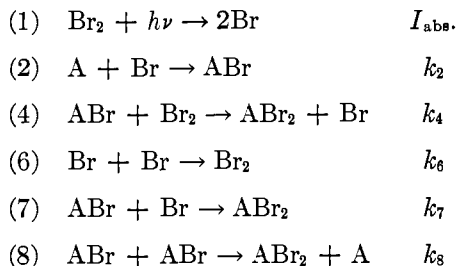 (1) Br₂ + hν → 2Br I_abs.
(2) A + Br → ABr k₂
(4) ABr + Br₂ → ABr₂ + Br k₄
(6) Br + Br → Br₂ k₆
(7) ABr + Br → ABr₂ k₇
(8) ABr + ABr → ABr₂ + A k₈